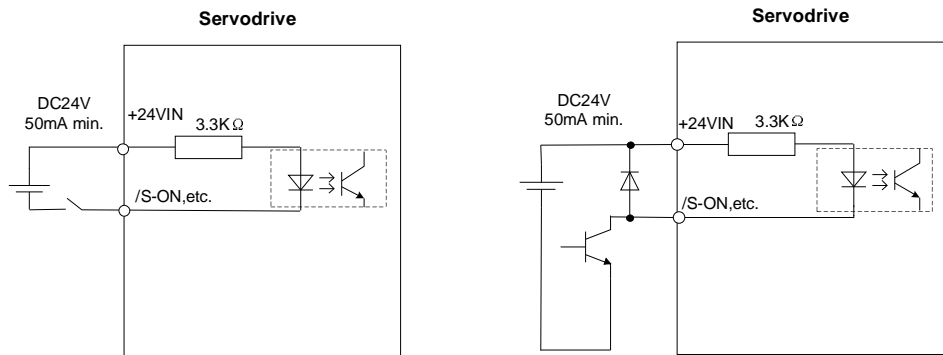 Servodrive
DC24V
50mA min.
+24VIN
3.3KΩ
/S-ON,etc.
Servodrive
DC24V
50mA min.
+24VIN
3.3KΩ
/S-ON,etc.